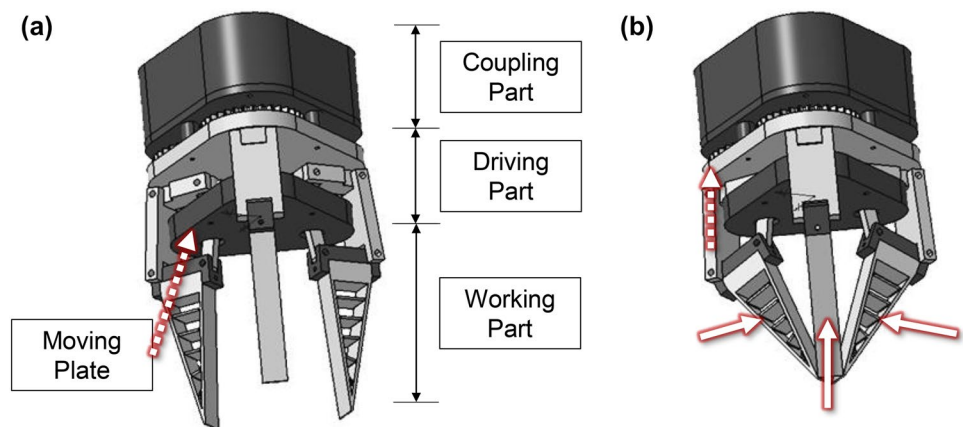 (a)
(b)
Coupling
Part
Driving
Part
Working
Part
Moving
Plate